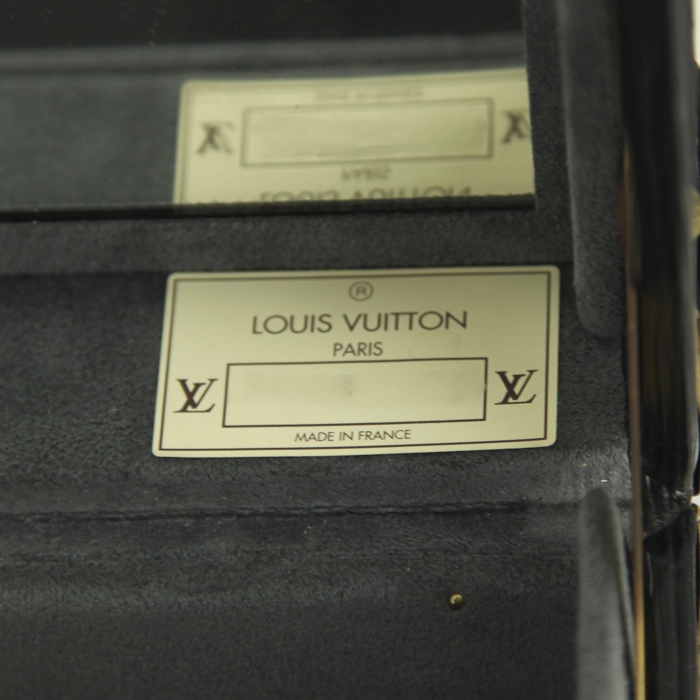 ®
LOUIS VUITTON
PARIS
LV LV
MADE IN FRANCE